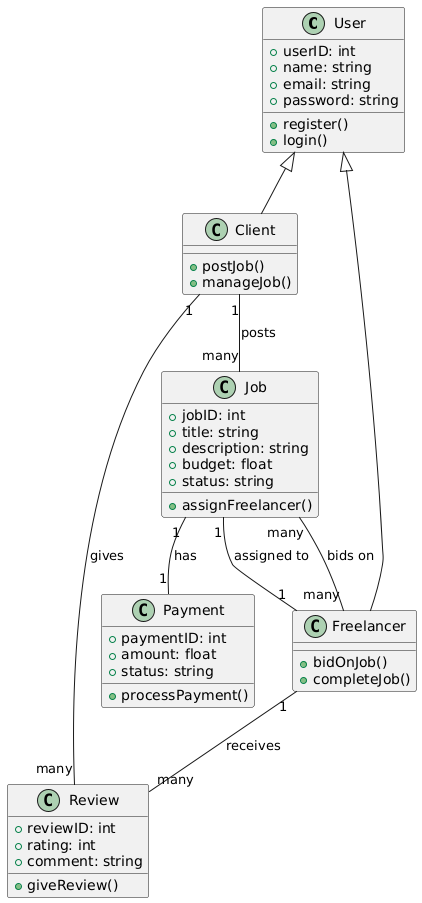 C User
+ userID: int
+ name: string
+ email: string
+ password: string
+ register()
+ login()
C Client
+ postJob()
+ manageJob()
1
1
posts
many
C Job
+ jobID: int
+ title: string
+ description: string
+ budget: float
+ status: string
+ assignFreelancer()
1
1
many
gives
has
assigned to
bids on
1
1
many
C Payment
+ paymentID: int
+ amount: float
+ status: string
+ processPayment()
C Freelancer
+ bidOnJob()
+ completeJob()
1
receives
many
many
C Review
+ reviewID: int
+ rating: int
+ comment: string
+ giveReview()